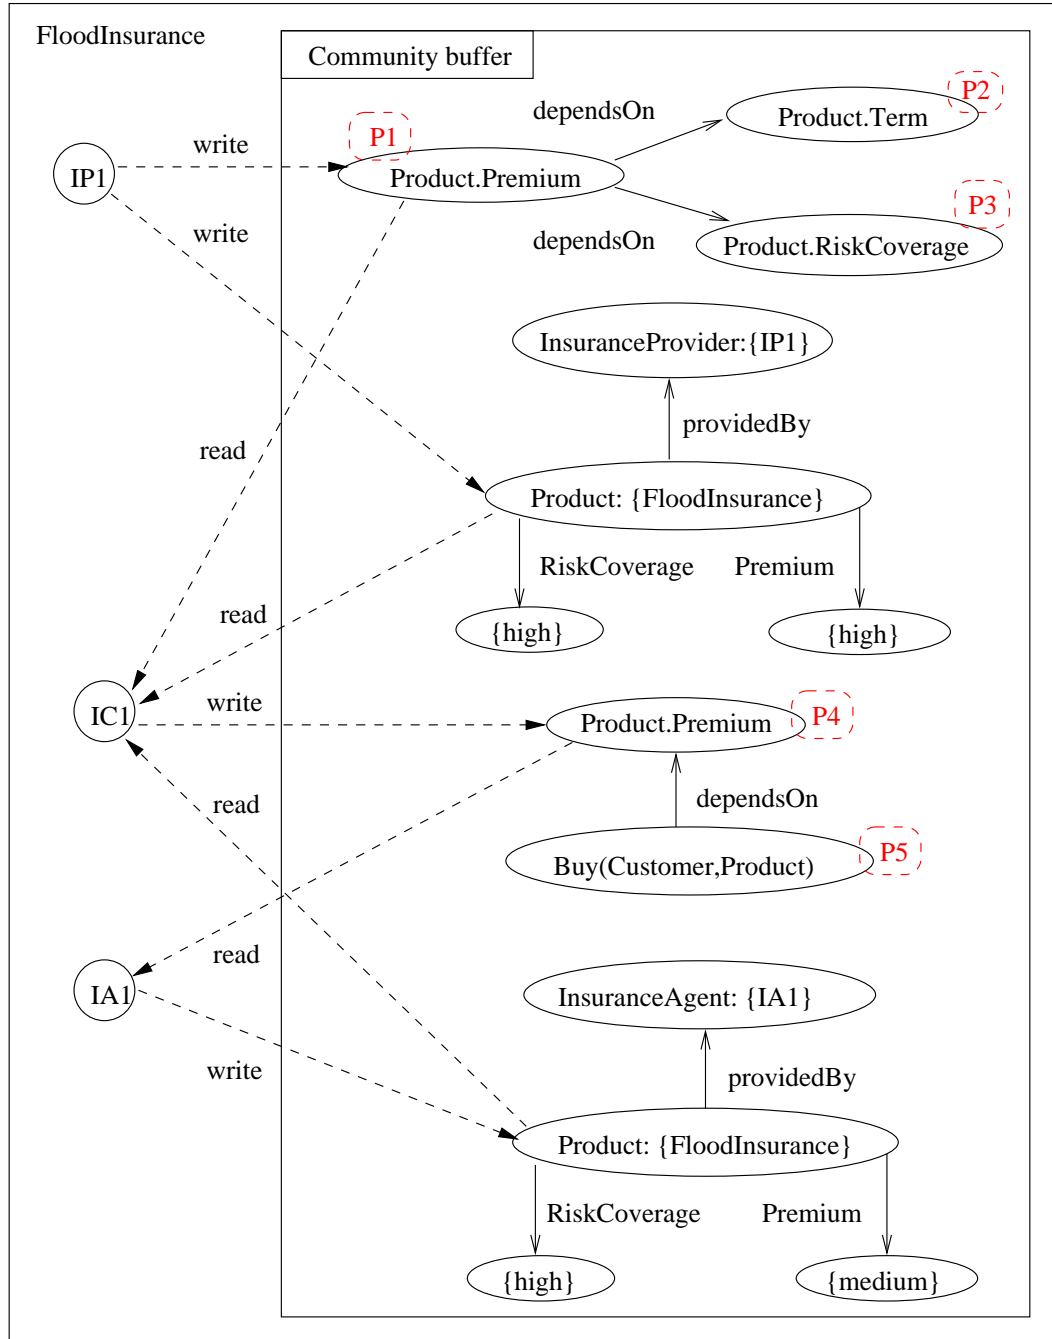 FloodInsurance
Community buffer
P2
dependsOn
Product.Term
P1
write
IP1
Product.Premium
P3
write
dependsOn
Product.RiskCoverage
InsuranceProvider:{IP1}
providedBy
read
Product: {FloodInsurance}
RiskCoverage
Premium
read
{high}
{high}
IC1
write
Product.Premium
P4
read
dependsOn
Buy(Customer,Product)
P5
read
IA1
InsuranceAgent: {IA1}
write
providedBy
Product: {FloodInsurance}
RiskCoverage
Premium
{high}
{medium}